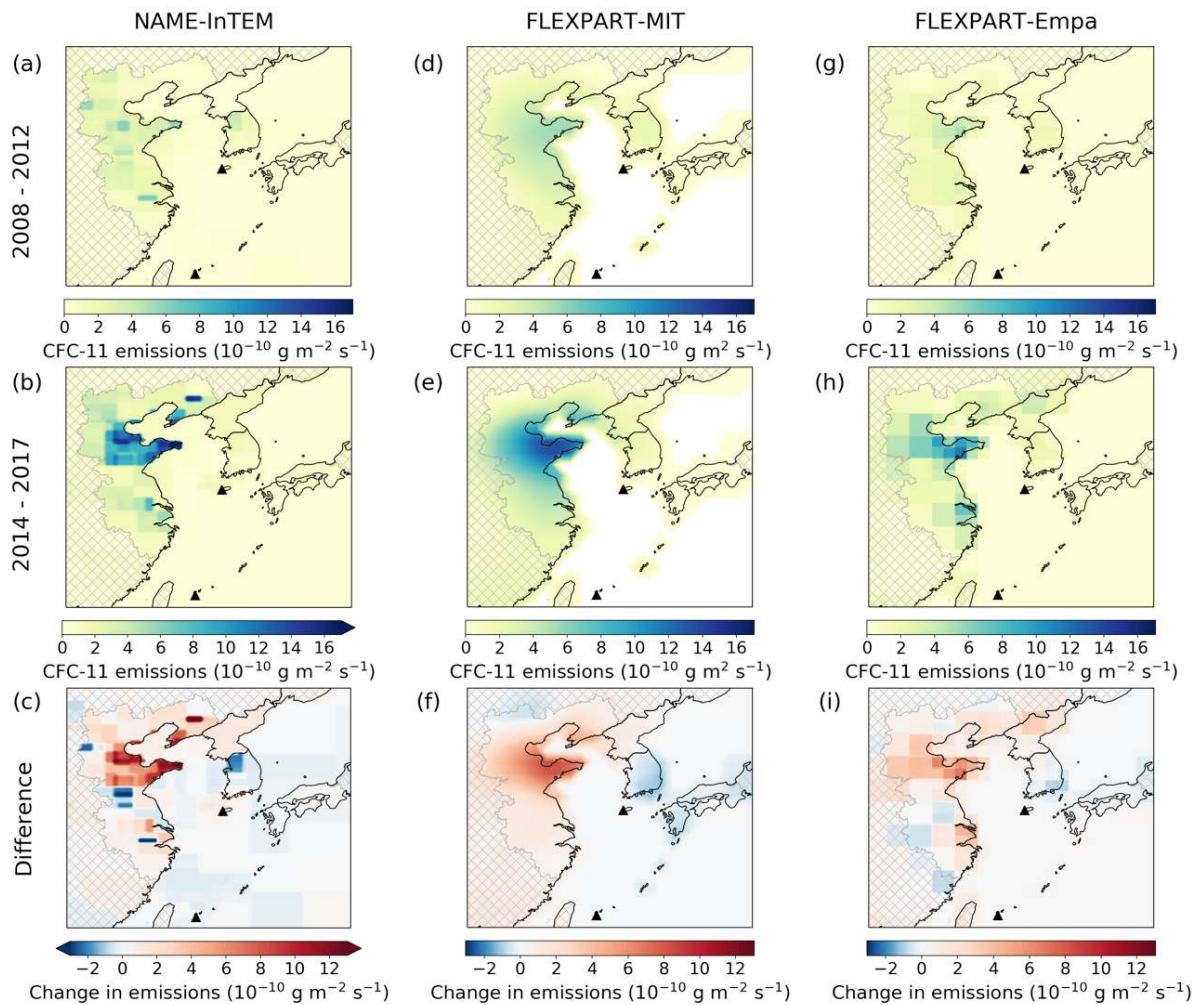 NAME-InTEM FLEXPART-MIT FLEXPART-Empa
(a) (d) (g)
2008 - 2012
0 2 4 6 8 10 12 14 16 0 2 4 6 8 10 12 14 16 0 2 4 6 8 10 12 14 16
CFC-11 emissions (10⁻¹⁰ g m⁻² s⁻¹) CFC-11 emissions (10⁻¹⁰ g m² s⁻¹) CFC-11 emissions (10⁻¹⁰ g m⁻² s⁻¹)
(b) (e) (h)
2014 - 2017
0 2 4 6 8 10 12 14 16 0 2 4 6 8 10 12 14 16 0 2 4 6 8 10 12 14 16
CFC-11 emissions (10⁻¹⁰ g m⁻² s⁻¹) CFC-11 emissions (10⁻¹⁰ g m² s⁻¹) CFC-11 emissions (10⁻¹⁰ g m⁻² s⁻¹)
(c) (f) (i)
Difference
−2 0 2 4 6 8 10 12 −2 0 2 4 6 8 10 12 −2 0 2 4 6 8 10 12
Change in emissions (10⁻¹⁰ g m⁻² s⁻¹) Change in emissions (10⁻¹⁰ g m⁻² s⁻¹) Change in emissions (10⁻¹⁰ g m⁻² s⁻¹)